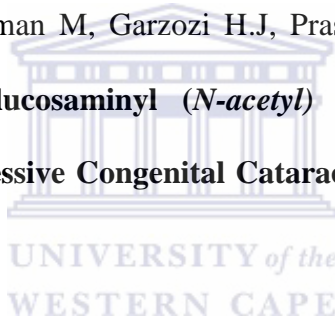 man M, Garzozi H.J, Pras
lucosaminyl (N-acetyl)
essive Congenital Catarac
UNIVERSITY of the
WESTERN CAPE